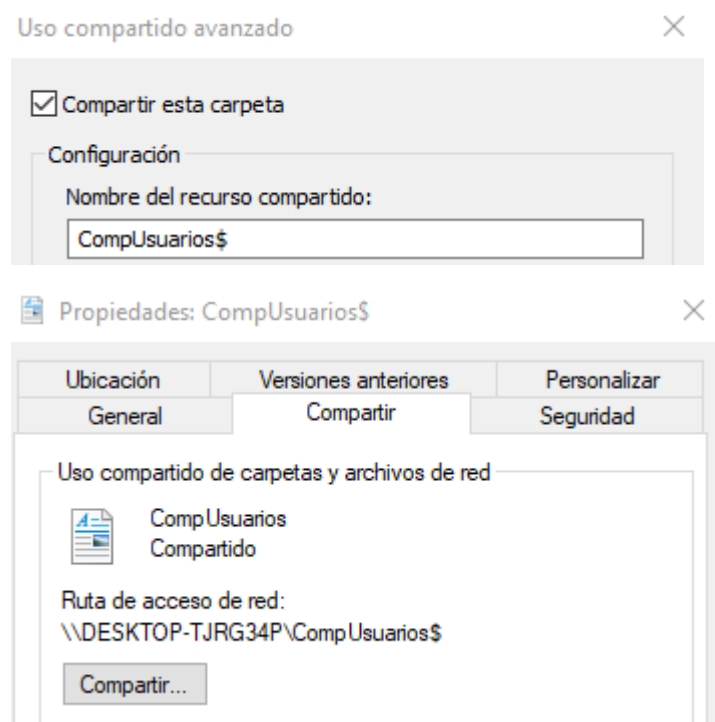 Uso compartido avanzado
Compartir esta carpeta
Configuración
Nombre del recurso compartido:
CompUsuarios$
Propiedades: CompUsuarios$
Ubicación Versiones anteriores Personalizar
General Compartir Seguridad
Uso compartido de carpetas y archivos de red
CompUsuarios
Compartido
Ruta de acceso de red:
\\DESKTOP-TJRG34P\CompUsuarios$
Compartir...